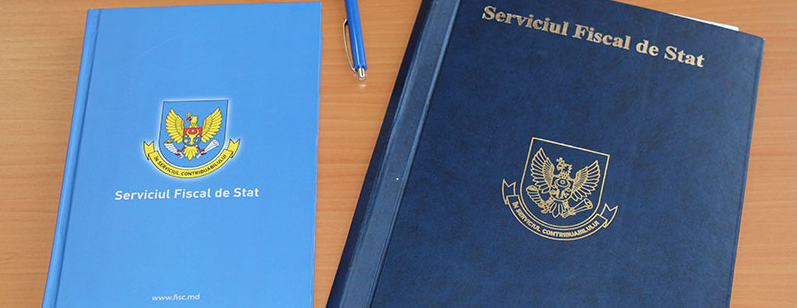 ÎN SERVICIUL CONTRIBUABILULUI
Serviciul Fiscal de Stat
www.fisc.md
Serviciul Fiscal de Stat
ÎN SERVICIUL CONTRIBUABILULUI